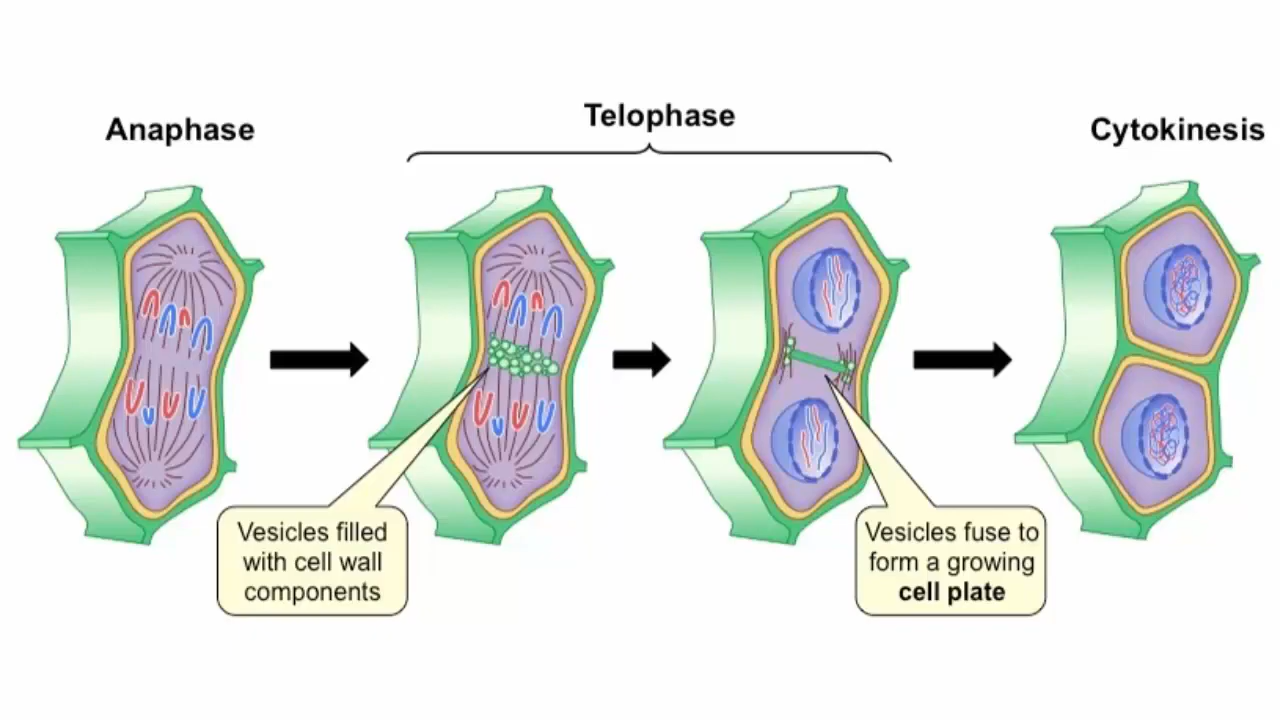 Anaphase
Telophase
Cytokinesis
Vesicles filled
with cell wall
components
Vesicles fuse to
form a growing
cell plate